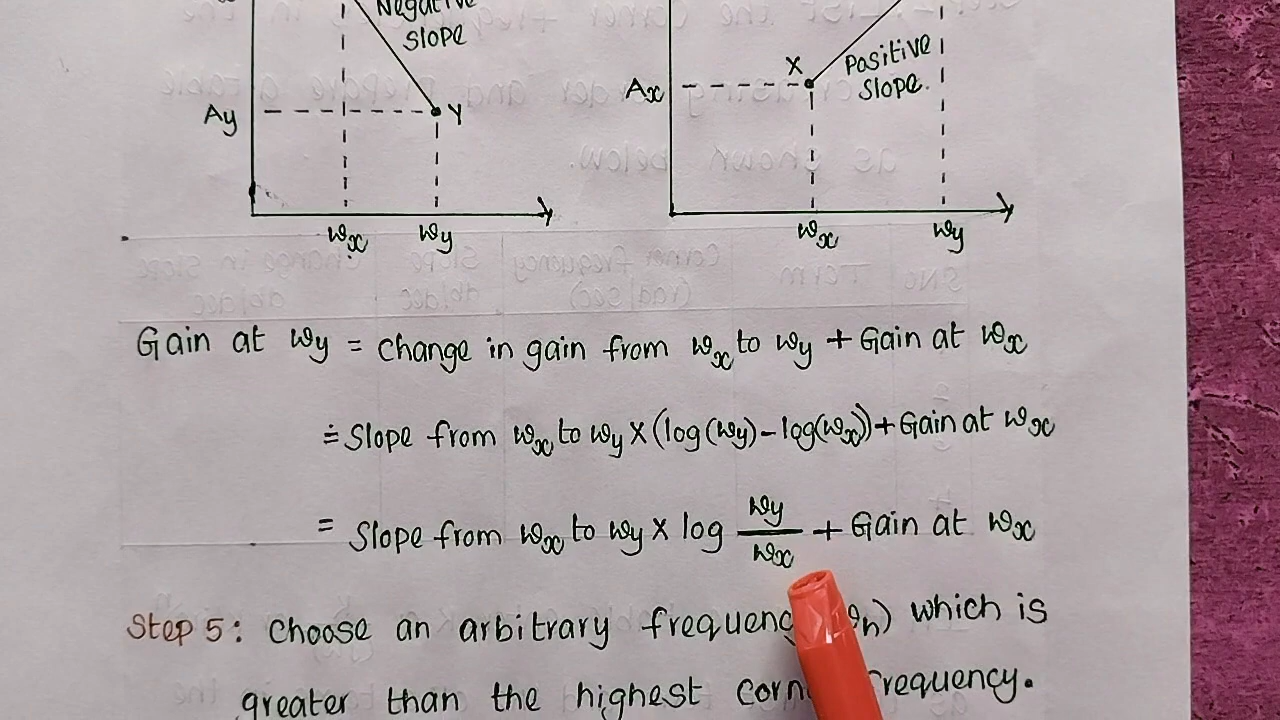 Negative
slope
Ay
Y
ωx ωy
X
Positive
slope.
Ax
ωx ωy
Gain at ωy = change in gain from ωx to ωy + Gain at ωx
= Slope from ωx to ωy × (log(ωy) - log(ωx)) + Gain at ωx
= Slope from ωx to ωy × log ωy/ωx + Gain at ωx
Step 5: choose an arbitrary which is
greater than the highest